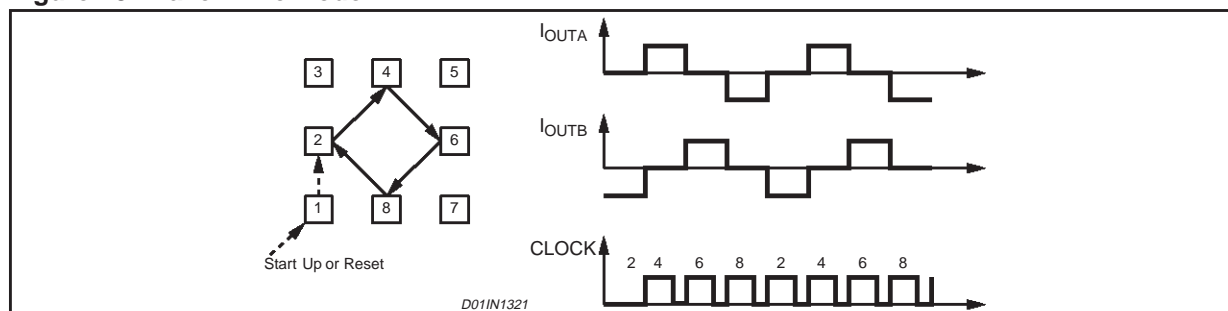 IOUTA
3 4 5
IOUTB
2 6
1 8 7
CLOCK
2 4 6 8 2 4 6 8
Start Up or Reset
D01IN1321